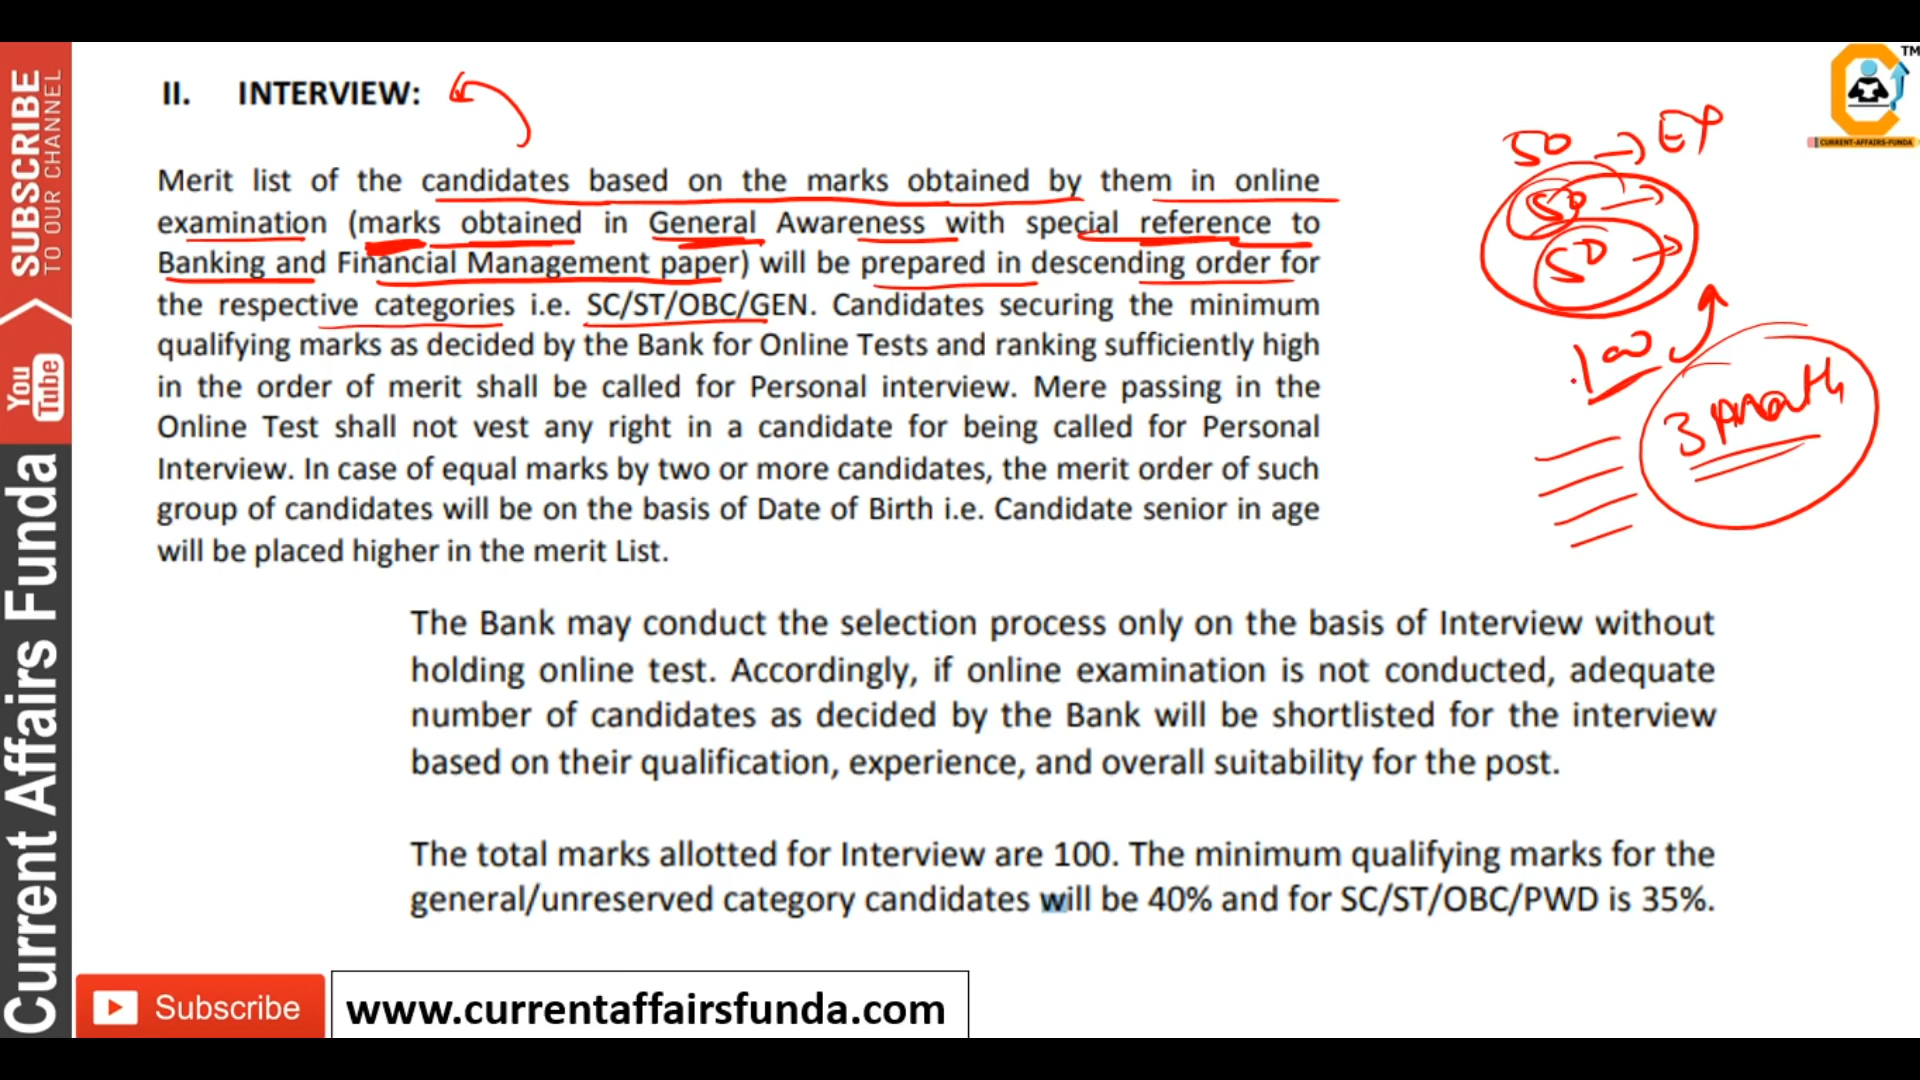 SUBSCRIBE
TO OUR CHANNEL
You
Tube
Current Affairs Funda
TM
CURRENT-AFFAIRS-FUNDA
II. INTERVIEW:
Merit list of the candidates based on the marks obtained by them in online
examination (marks obtained in General Awareness with special reference to
Banking and Financial Management paper) will be prepared in descending order for
the respective categories i.e. SC/ST/OBC/GEN. Candidates securing the minimum
qualifying marks as decided by the Bank for Online Tests and ranking sufficiently high
in the order of merit shall be called for Personal interview. Mere passing in the
Online Test shall not vest any right in a candidate for being called for Personal
Interview. In case of equal marks by two or more candidates, the merit order of such
group of candidates will be on the basis of Date of Birth i.e. Candidate senior in age
will be placed higher in the merit List.
50 → EP
50 →
50 →
100
3
The Bank may conduct the selection process only on the basis of Interview without
holding online test. Accordingly, if online examination is not conducted, adequate
number of candidates as decided by the Bank will be shortlisted for the interview
based on their qualification, experience, and overall suitability for the post.
The total marks allotted for Interview are 100. The minimum qualifying marks for the
general/unreserved category candidates will be 40% and for SC/ST/OBC/PWD is 35%.
Subscribe
www.currentaffairsfunda.com